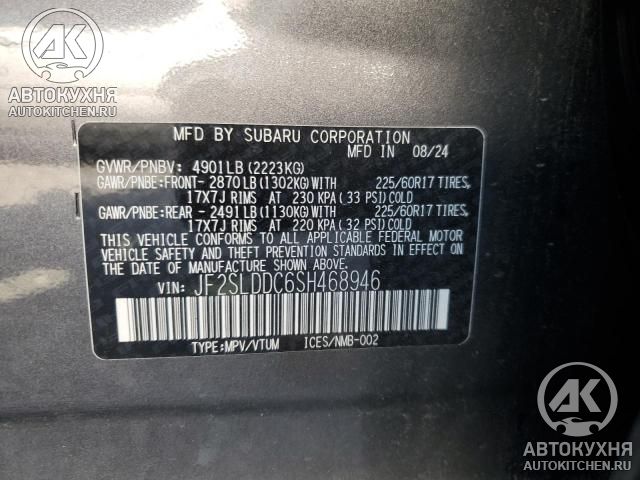 АК
АВТОКУХНЯ
AUTOKITCHEN.RU
MFD BY SUBARU CORPORATION
MFD IN 08/24
GVWR/PNBV: 4901LB (2223KG)
GAWR/PNBE:FRONT- 2870LB(1302KG)WITH 225/60R17 TIRES,
17X7J RIMS AT 230 KPA (33 PSI)COLD
GAWR/PNBE:REAR - 2491LB(1130KG)WITH 225/60R17 TIRES,
17X7J RIMS AT 220 KPA (32 PSI)COLD
THIS VEHICLE CONFORMS TO ALL APPLICABLE FEDERAL MOTOR
VEHICLE SAFETY AND THEFT PREVENTION STANDARDS IN EFFECT
ON THE DATE OF MANUFACTURE SHOWN ABOVE.
VIN: JF2SLDDC6SH468946
TYPE:MPV/VTUM ICES/NMB-002
АК
АВТОКУХНЯ
AUTOKITCHEN.RU